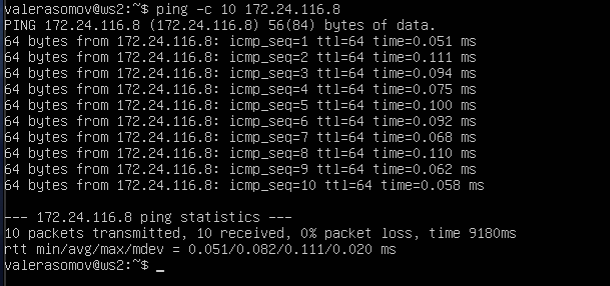 valerasomov@ws2:~$ ping -c 10 172.24.116.8
PING 172.24.116.8 (172.24.116.8) 56(84) bytes of data.
64 bytes from 172.24.116.8: icmp_seq=1 ttl=64 time=0.051 ms
64 bytes from 172.24.116.8: icmp_seq=2 ttl=64 time=0.111 ms
64 bytes from 172.24.116.8: icmp_seq=3 ttl=64 time=0.094 ms
64 bytes from 172.24.116.8: icmp_seq=4 ttl=64 time=0.075 ms
64 bytes from 172.24.116.8: icmp_seq=5 ttl=64 time=0.100 ms
64 bytes from 172.24.116.8: icmp_seq=6 ttl=64 time=0.092 ms
64 bytes from 172.24.116.8: icmp_seq=7 ttl=64 time=0.068 ms
64 bytes from 172.24.116.8: icmp_seq=8 ttl=64 time=0.110 ms
64 bytes from 172.24.116.8: icmp_seq=9 ttl=64 time=0.062 ms
64 bytes from 172.24.116.8: icmp_seq=10 ttl=64 time=0.058 ms
--- 172.24.116.8 ping statistics ---
10 packets transmitted, 10 received, 0% packet loss, time 9180ms
rtt min/avg/max/mdev = 0.051/0.082/0.111/0.020 ms
valerasomov@ws2:~$ _